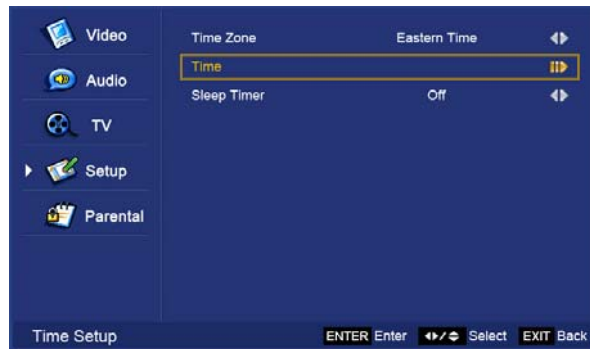 Video
Audio
TV
Setup
Parental
Time Zone Eastern Time
Time
Sleep Timer Off
Time Setup ENTER Enter / Select EXIT Back